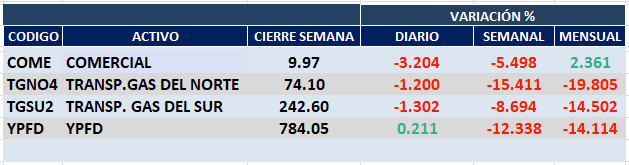 VARIACIÓN %
CODIGO ACTIVO CIERRE SEMANA DIARIO SEMANAL MENSUAL
COME COMERCIAL 9.97 -3.204 -5.498 2.361
TGNO4 TRANSP.GAS DEL NORTE 74.10 -1.200 -15.411 -19.805
TGSU2 TRANSP. GAS DEL SUR 242.60 -1.302 -8.694 -14.502
YPFD YPFD 784.05 0.211 -12.338 -14.114